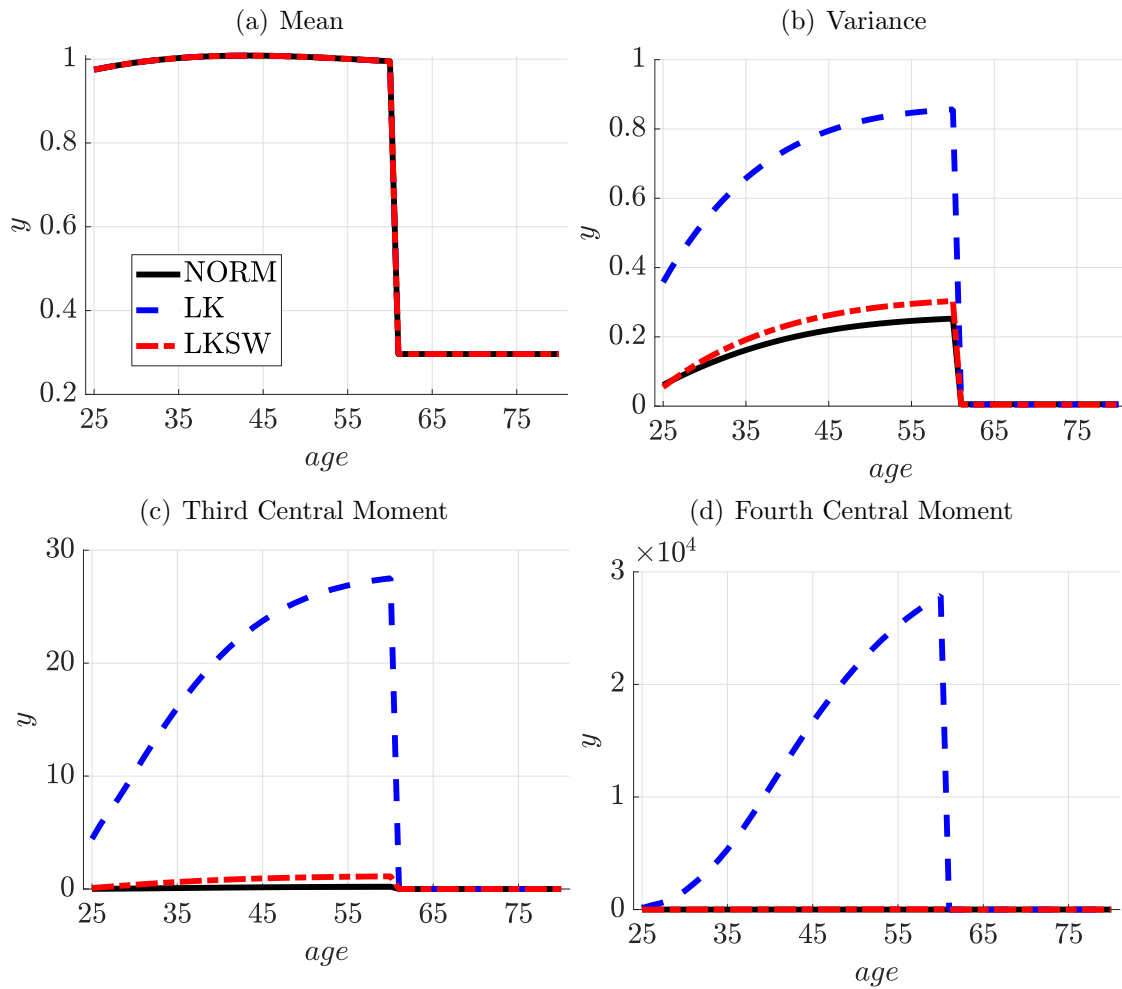 (a) Mean
1
0.8
0.6
0.4
0.2
y
NORM
LK
LKSW
25 35 45 55 65 75
age
(b) Variance
1
0.8
0.6
0.4
0.2
0
y
25 35 45 55 65 75
age
(c) Third Central Moment
30
20
10
0
y
25 35 45 55 65 75
age
(d) Fourth Central Moment
×10⁴
3
2
1
0
y
25 35 45 55 65 75
age